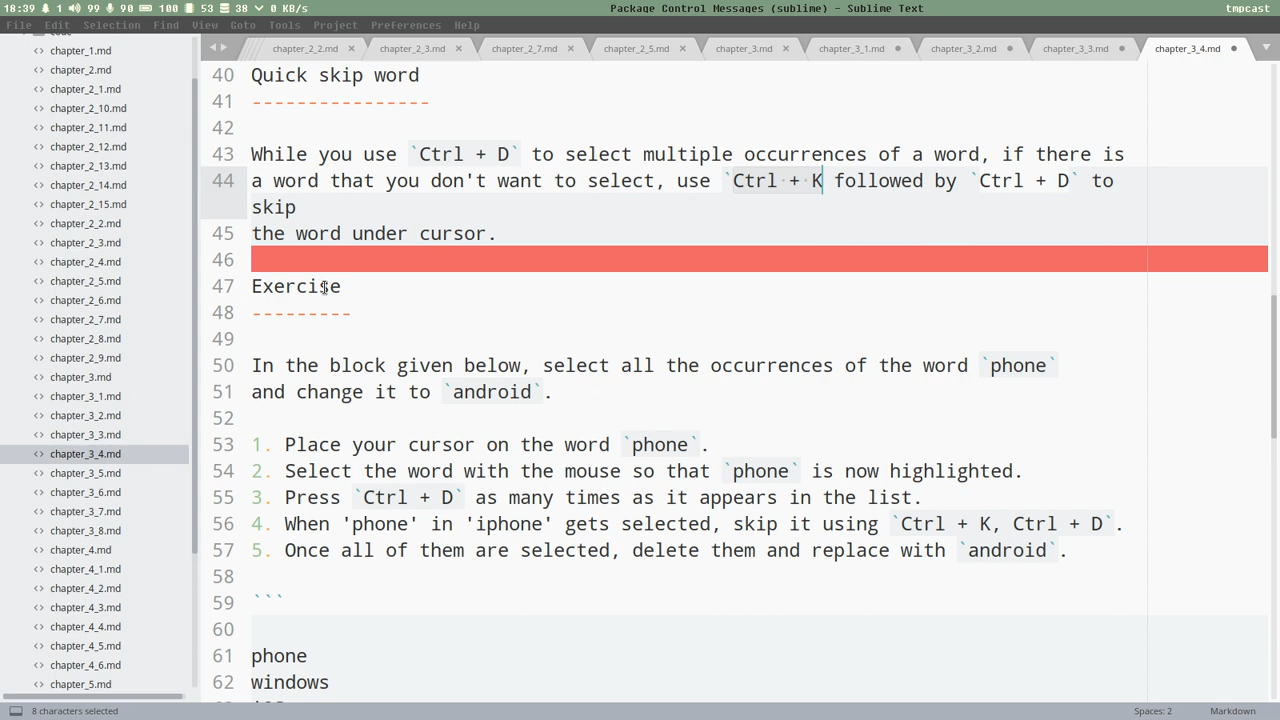 18:39 1 99 90 100 53 38 0 KB/s
Package Control Messages (sublime) - Sublime Text
tmpcast
File Edit Selection Find View Goto Tools Project Preferences Help
chapter_2_2.md chapter_2_3.md chapter_2_7.md chapter_2_5.md chapter_3.md chapter_3_1.md chapter_3_2.md chapter_3_3.md chapter_3_4.md
chapter_1.md
chapter_2.md
chapter_2_1.md
chapter_2_10.md
chapter_2_11.md
chapter_2_12.md
chapter_2_13.md
chapter_2_14.md
chapter_2_15.md
chapter_2_2.md
chapter_2_3.md
chapter_2_4.md
chapter_2_5.md
chapter_2_6.md
chapter_2_7.md
chapter_2_8.md
chapter_2_9.md
chapter_3.md
chapter_3_1.md
chapter_3_2.md
chapter_3_3.md
chapter_3_4.md
chapter_3_5.md
chapter_3_6.md
chapter_3_7.md
chapter_3_8.md
chapter_4.md
chapter_4_1.md
chapter_4_2.md
chapter_4_3.md
chapter_4_4.md
chapter_4_5.md
chapter_4_6.md
chapter_5.md
40 Quick skip word
41 ----------------
42
43 While you use `Ctrl + D` to select multiple occurrences of a word, if there is
44 a word that you don't want to select, use `Ctrl + K followed by `Ctrl + D` to
skip
45 the word under cursor.
46
47 Exercise
48 ---------
49
50 In the block given below, select all the occurrences of the word `phone`
51 and change it to `android`.
52
53 1. Place your cursor on the word `phone`.
54 2. Select the word with the mouse so that `phone` is now highlighted.
55 3. Press `Ctrl + D` as many times as it appears in the list.
56 4. When 'phone' in 'iphone' gets selected, skip it using `Ctrl + K, Ctrl + D`.
57 5. Once all of them are selected, delete them and replace with `android`.
58
59 ```
60
61 phone
62 windows
8 characters selected
Spaces: 2
Markdown